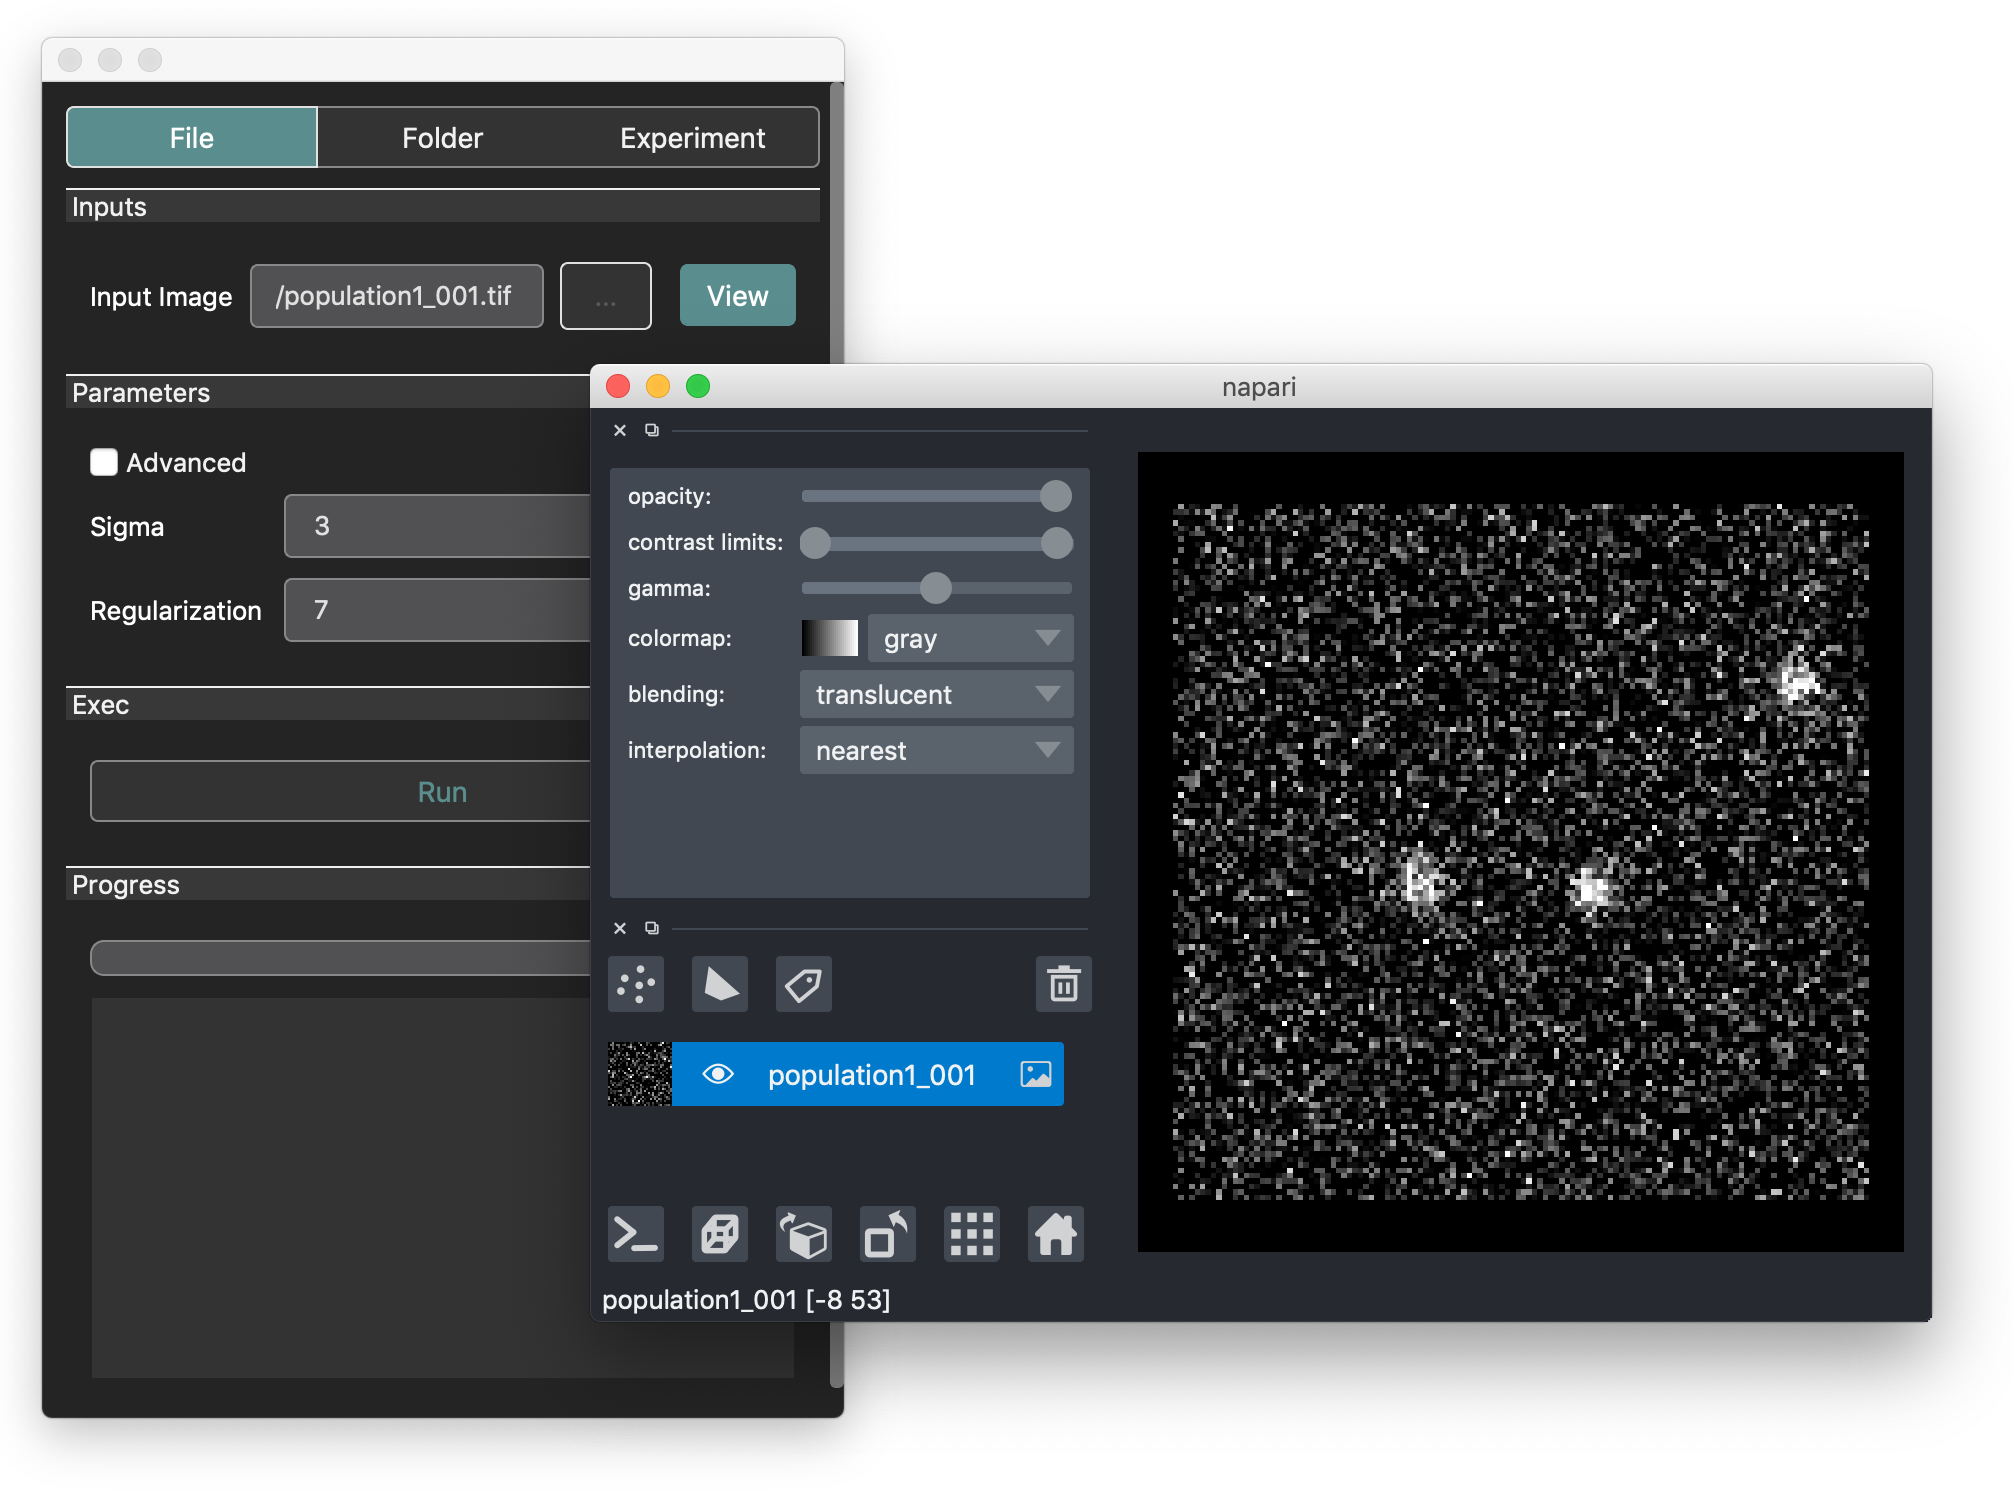 File Folder Experiment
Inputs
Input Image /population1_001.tif ... View
Parameters
Advanced
Sigma 3
Regularization 7
Exec
Run
Progress
napari
opacity:
contrast limits:
gamma:
colormap: gray
blending: translucent
interpolation: nearest
population1_001
population1_001 [-8 53]